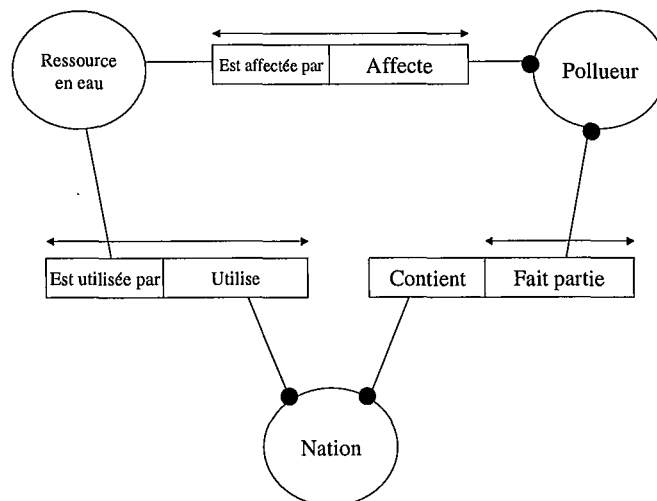 Ressource
en eau
Est affectée par
Affecte
Pollueur
Est utilisée par
Utilise
Contient
Fait partie
Nation